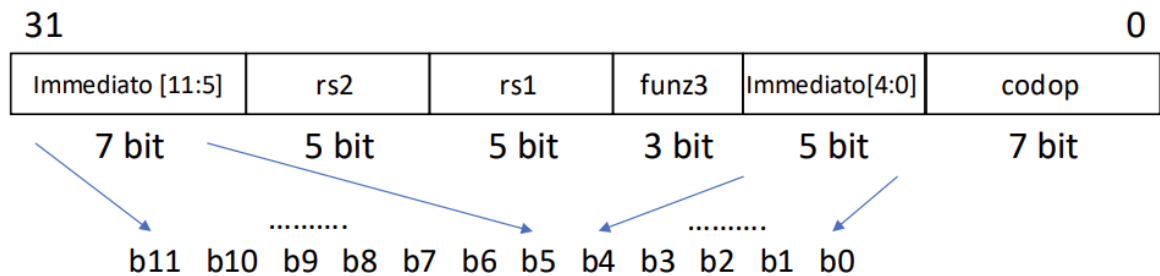 31 0
Immediato [11:5] rs2 rs1 funz3 Immediato[4:0] codop
7 bit 5 bit 5 bit 3 bit 5 bit 7 bit
………. ………..
b11 b10 b9 b8 b7 b6 b5 b4 b3 b2 b1 b0